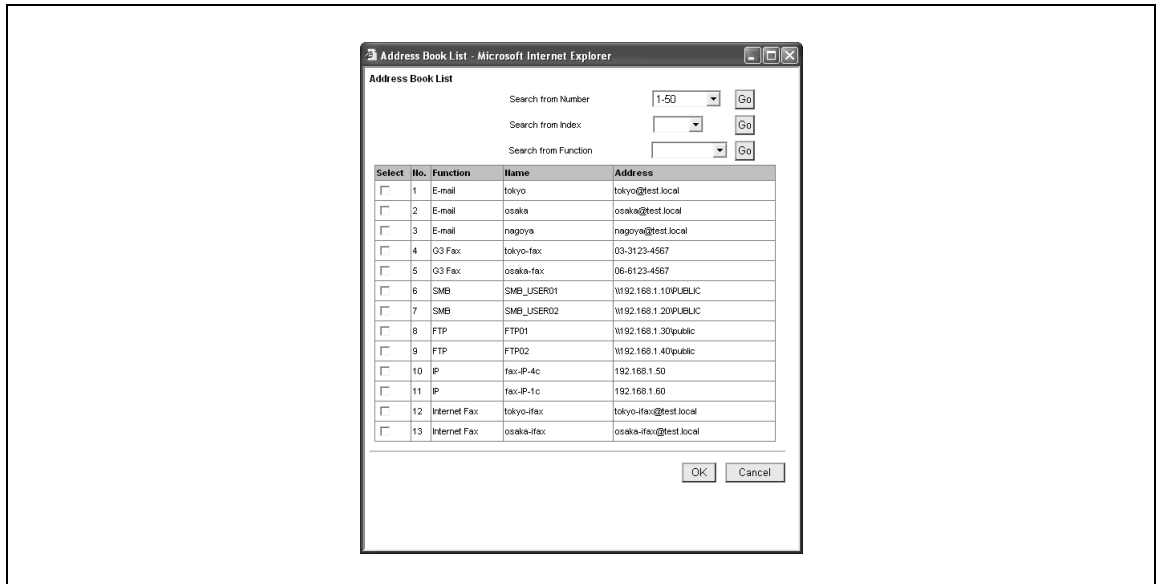 Address Book List - Microsoft Internet Explorer
Address Book List
Search from Number 1-50 Go
Search from Index Go
Search from Function Go
Select No. Function Name Address
1 E-mail tokyo tokyo@test.local
2 E-mail osaka osaka@test.local
3 E-mail nagoya nagoya@test.local
4 G3 Fax tokyo-fax 03-3123-4567
5 G3 Fax osaka-fax 06-6123-4567
6 SMB SMB_USER01 \\192.168.1.10\PUBLIC
7 SMB SMB_USER02 \\192.168.1.20\PUBLIC
8 FTP FTP01 \\192.168.1.30\public
9 FTP FTP02 \\192.168.1.40\public
10 IP fax-IP-4c 192.168.1.50
11 IP fax-IP-1c 192.168.1.60
12 Internet Fax tokyo-ifax tokyo-ifax@test.local
13 Internet Fax osaka-ifax osaka-ifax@test.local
OK Cancel